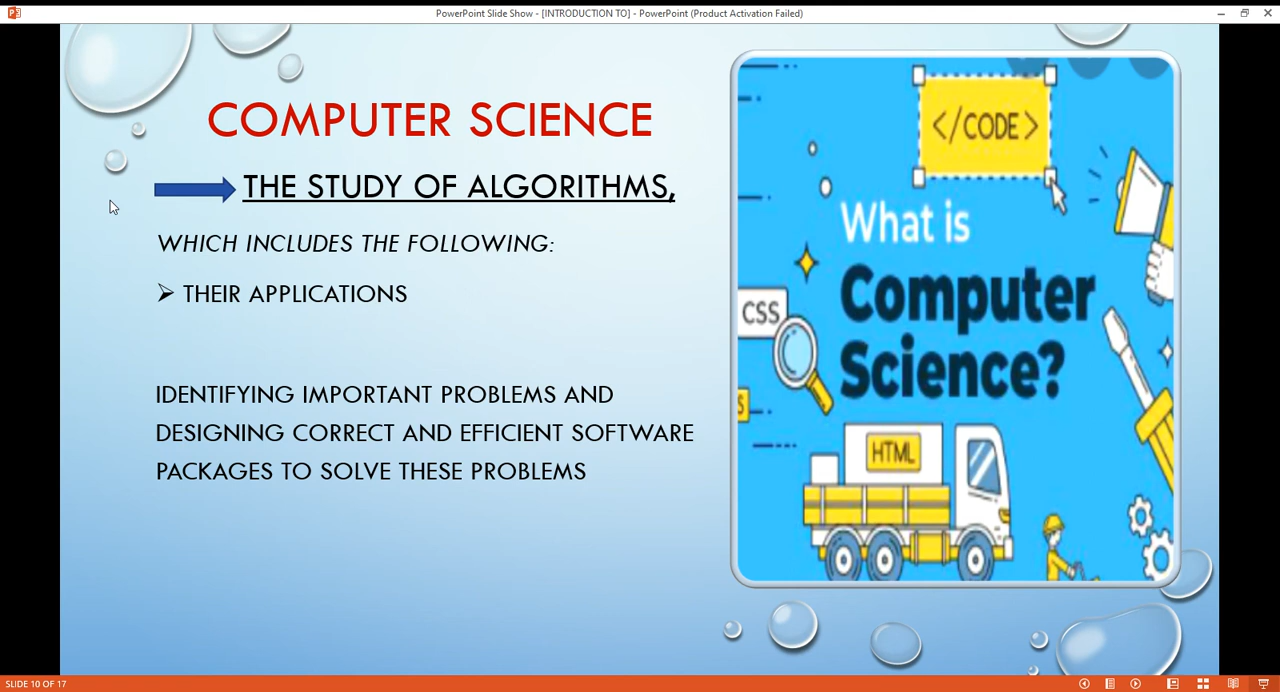 PowerPoint Slide Show - [INTRODUCTION TO] - PowerPoint (Product Activation Failed)
COMPUTER SCIENCE
THE STUDY OF ALGORITHMS,
WHICH INCLUDES THE FOLLOWING:
➢ THEIR APPLICATIONS
IDENTIFYING IMPORTANT PROBLEMS AND
DESIGNING CORRECT AND EFFICIENT SOFTWARE
PACKAGES TO SOLVE THESE PROBLEMS
</CODE>
What is
Computer
Science?
CSS
HTML
SLIDE 10 OF 17